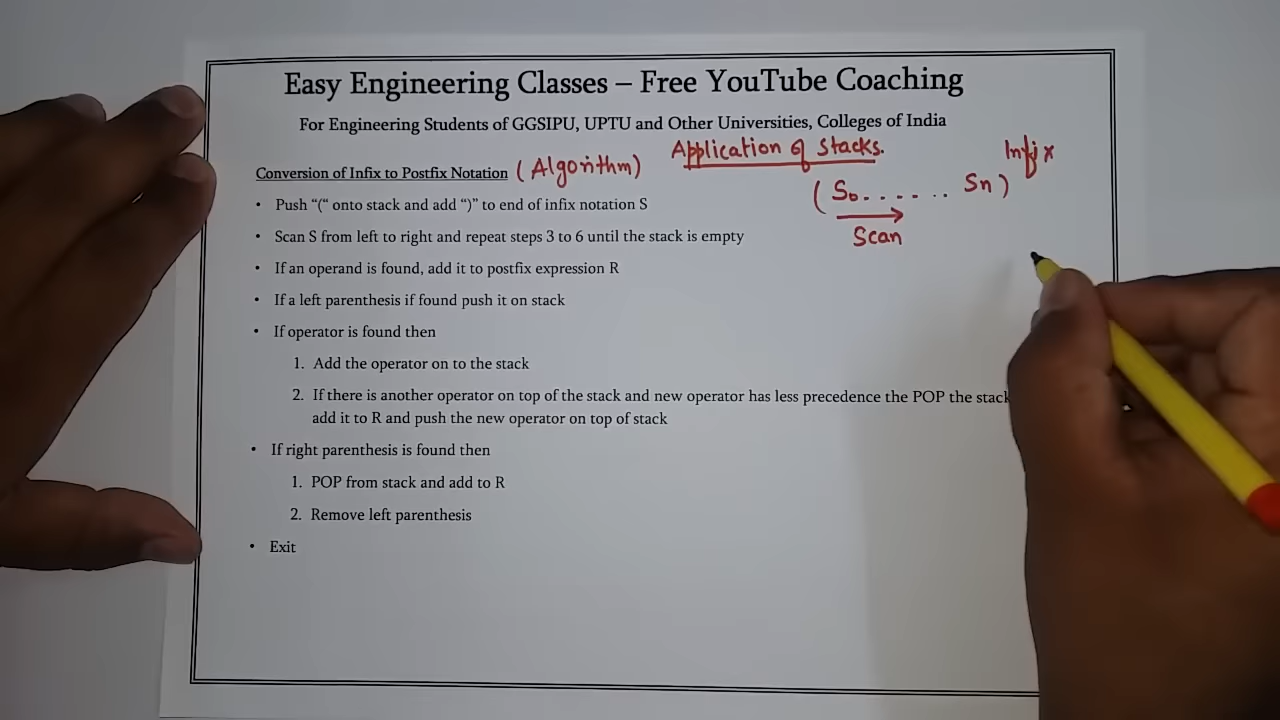 Easy Engineering Classes – Free YouTube Coaching
For Engineering Students of GGSIPU, UPTU and Other Universities, Colleges of India
Application of Stacks.
Infix
Conversion of Infix to Postfix Notation (Algorithm)
(S₀. . . . . . Sn)
Scan
• Push “(“ onto stack and add “)” to end of infix notation S
• Scan S from left to right and repeat steps 3 to 6 until the stack is empty
• If an operand is found, add it to postfix expression R
• If a left parenthesis if found push it on stack
• If operator is found then
1. Add the operator on to the stack
2. If there is another operator on top of the stack and new operator has less precedence the POP the stack
add it to R and push the new operator on top of stack
• If right parenthesis is found then
1. POP from stack and add to R
2. Remove left parenthesis
• Exit